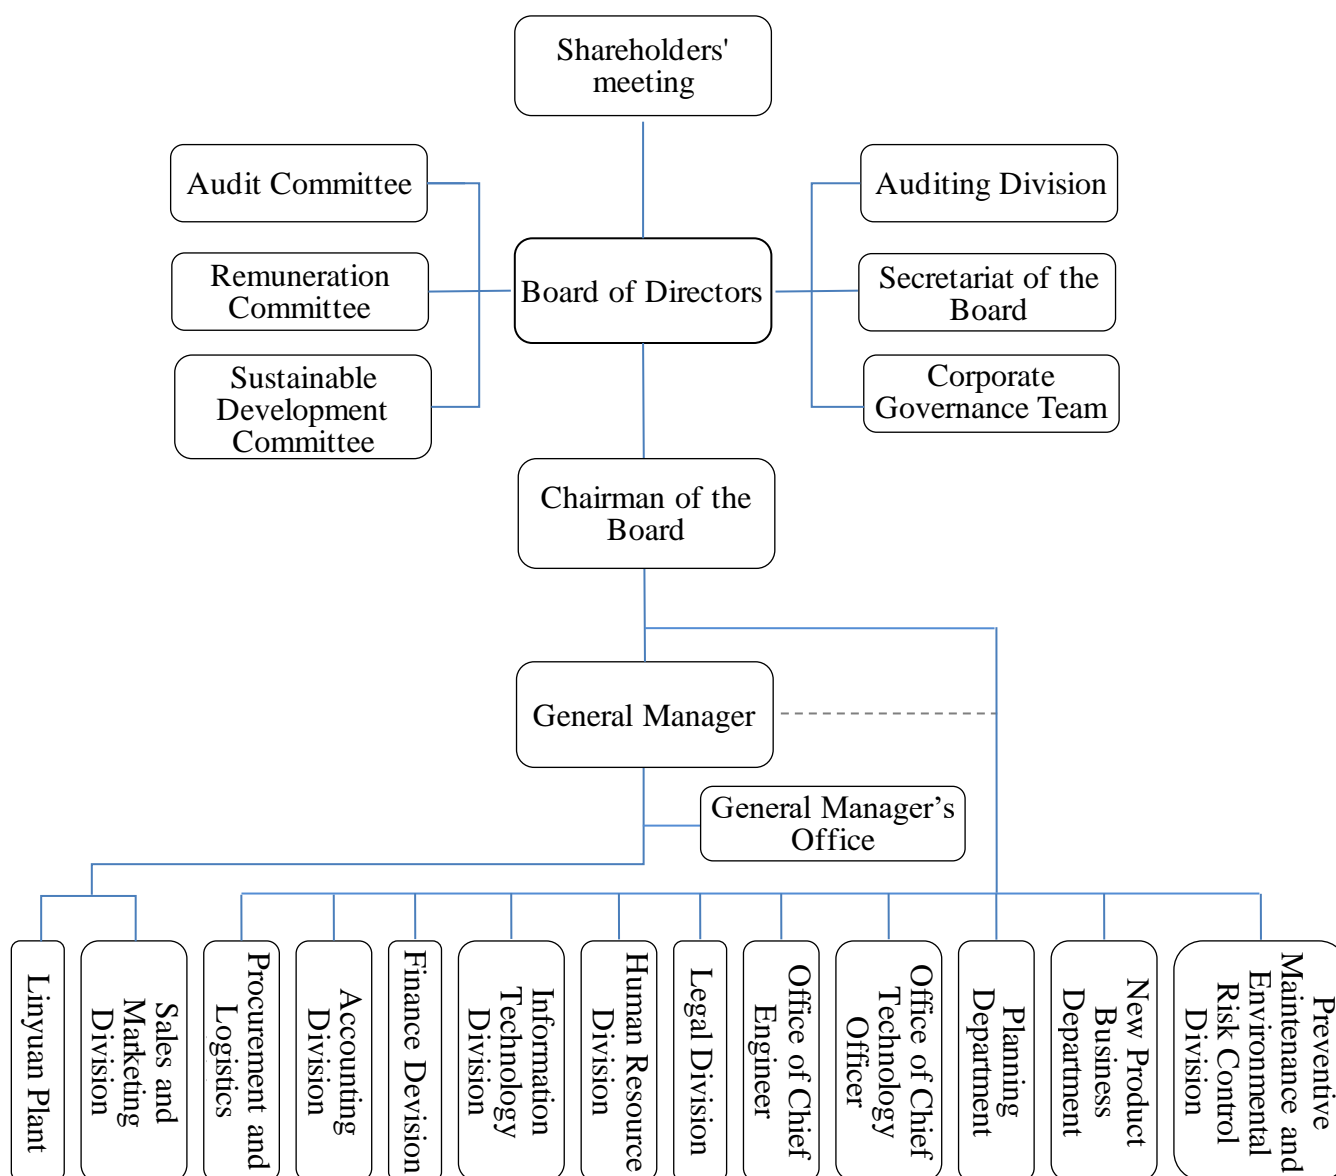 Shareholders'
meeting
Audit Committee
Auditing Division
Remuneration
Committee
Board of Directors
Secretariat of the
Board
Sustainable
Development
Committee
Corporate
Governance Team
Chairman of the
Board
General Manager
General Manager’s
Office
Linyuan Plant
Sales and
Marketing
Division
Procurement and
Logistics
Accounting
Division
Finance Devision
Information
Technology
Division
Human Resource
Division
Legal Division
Office of Chief
Engineer
Office of Chief
Technology
Officer
Planning
Department
New Product
Business
Department
Preventive
Maintenance and
Environmental
Risk Control
Division